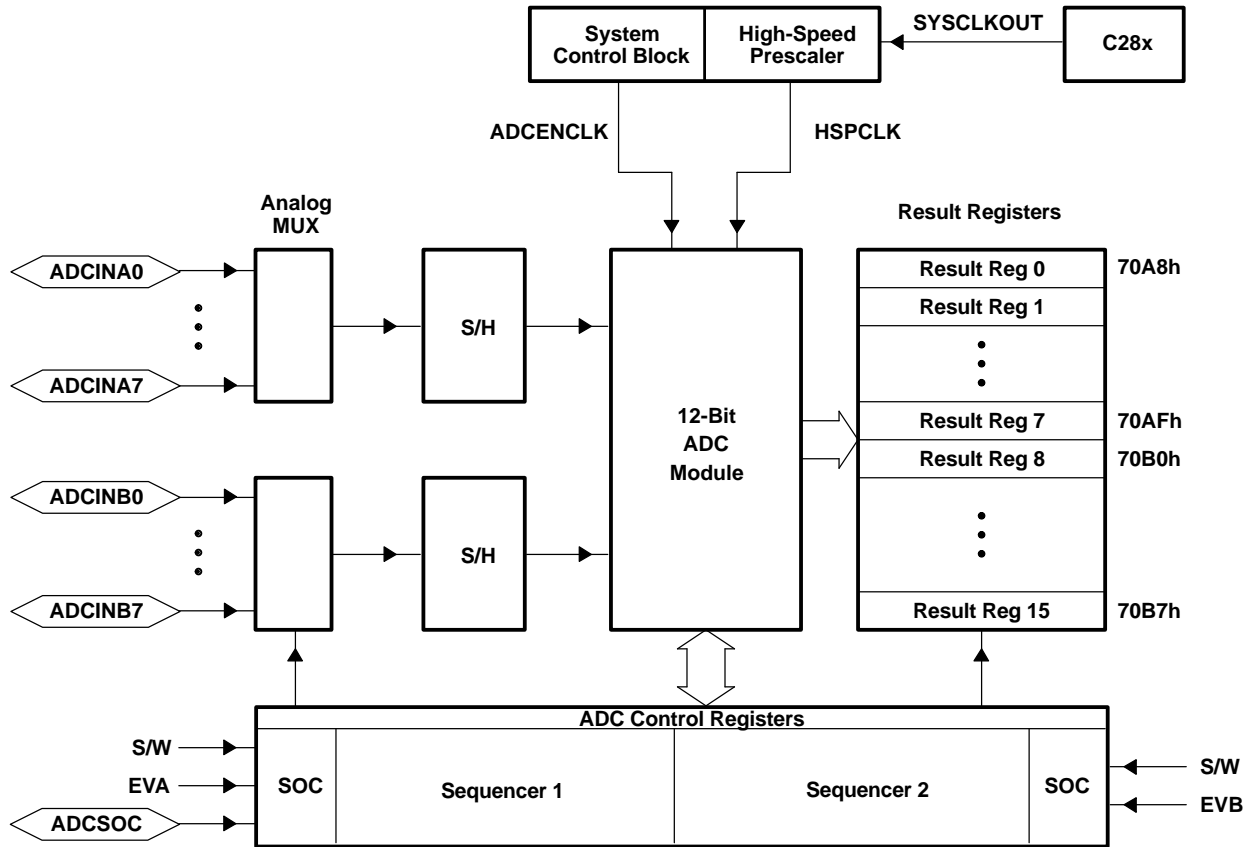 System
Control Block
High-Speed
Prescaler
SYSCLKOUT
C28x
ADCENCLK
HSPCLK
Analog
MUX
Result Registers
ADCINA0
ADCINA7
S/H
ADCINB0
ADCINB7
S/H
12-Bit
ADC
Module
Result Reg 0
70A8h
Result Reg 1
Result Reg 7
70AFh
Result Reg 8
70B0h
Result Reg 15
70B7h
ADC Control Registers
S/W
EVA
ADCSOC
SOC
Sequencer 1
Sequencer 2
SOC
S/W
EVB